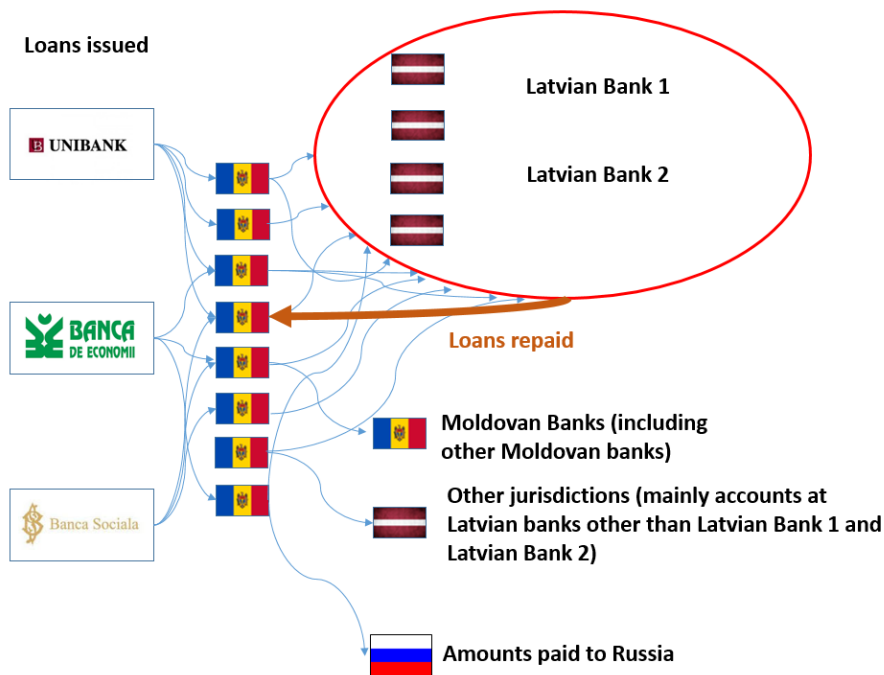 Loans issued
Latvian Bank 1
B UNIBANK
Latvian Bank 2
BANCA
DE ECONOMII
Loans repaid
Moldovan Banks (including
other Moldovan banks)
Other jurisdictions (mainly accounts at
Latvian banks other than Latvian Bank 1 and
Latvian Bank 2)
BS Banca Sociala
Amounts paid to Russia